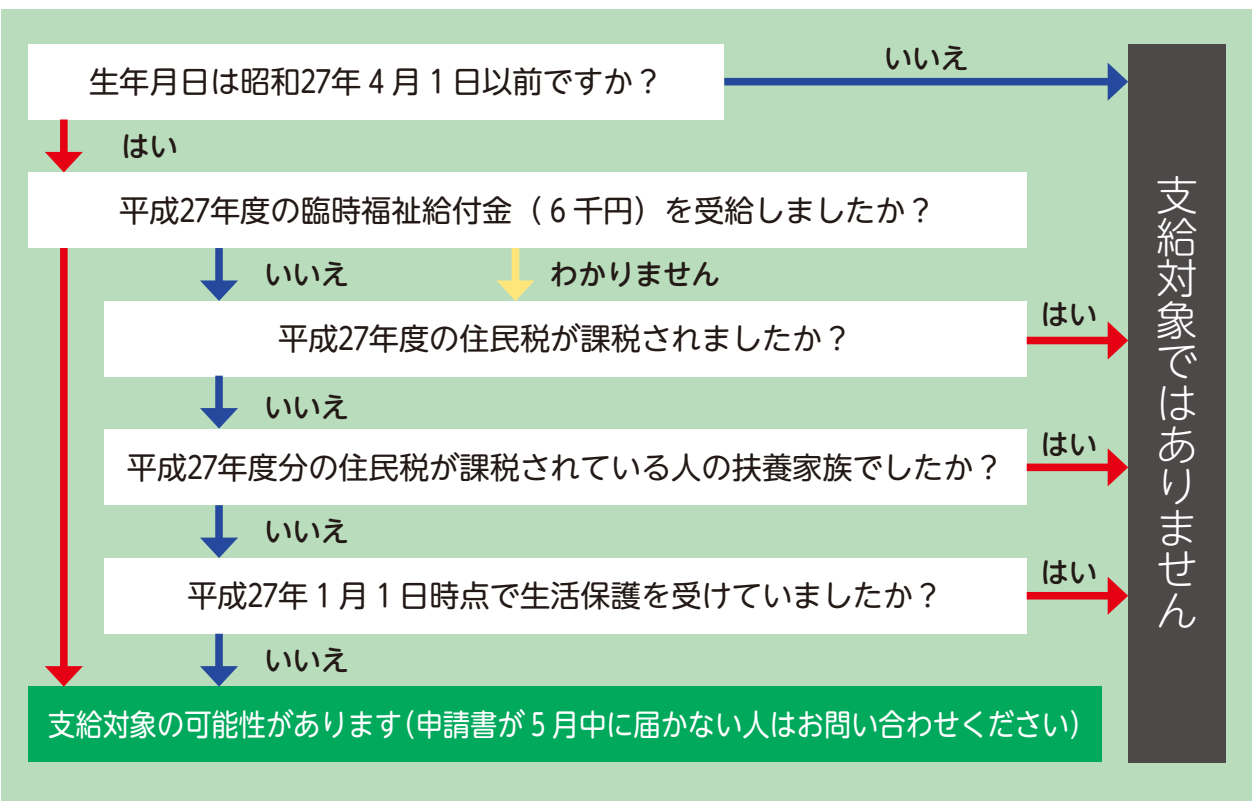 生年月日は昭和27年4月1日以前ですか？
いいえ
はい
平成27年度の臨時福祉給付金（6千円）を受給しましたか？
いいえ
わかりません
平成27年度の住民税が課税されましたか？
はい
いいえ
平成27年度分の住民税が課税されている人の扶養家族でしたか？
はい
いいえ
平成27年1月1日時点で生活保護を受けていましたか？
はい
いいえ
支給対象の可能性があります（申請書が5月中に届かない人はお問い合わせください）
支給対象ではありません